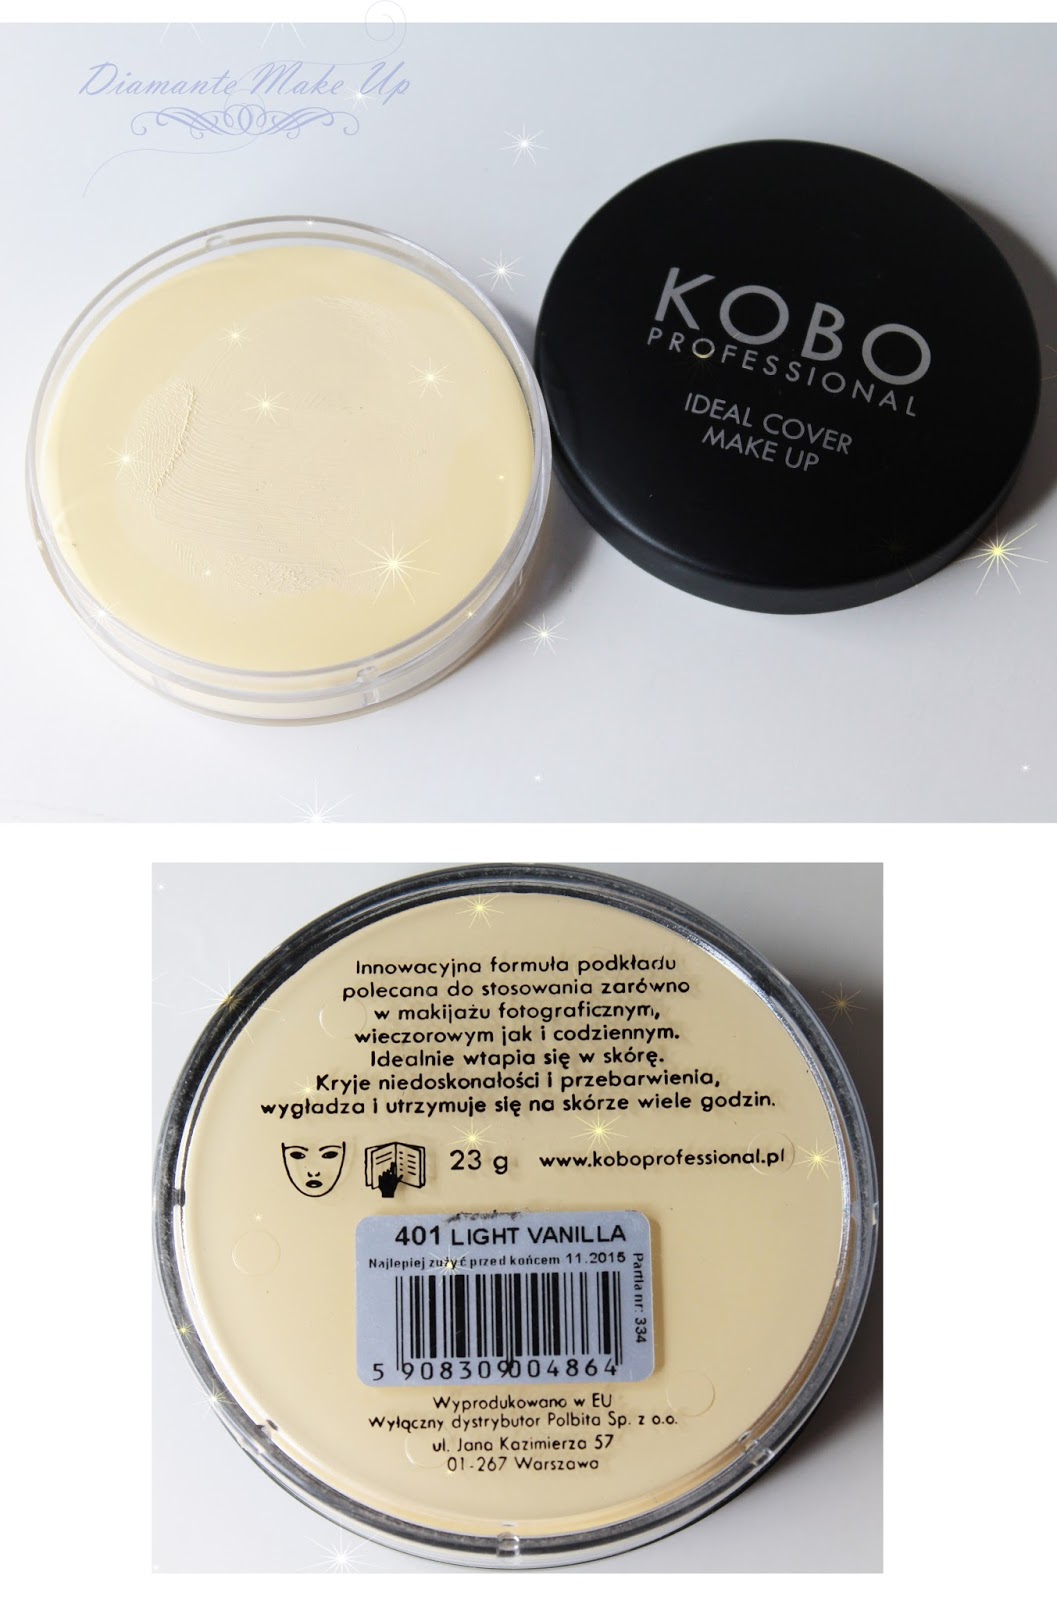 Diamante Make Up
KOBO
PROFESSIONAL
IDEAL COVER
MAKE UP
Innowacyjna formuła podkładu
polecana do stosowania zarówno
w makijażu fotograficznym,
wieczorowym jak i codziennym.
Idealnie wtapia się w skórę.
Kryje niedoskonałości i przebarwienia,
wygładza i utrzymuje się na skórze wiele godzin.
23 g www.koboprofessional.pl
401 LIGHT VANILLA
Najlepiej zużyć przed końcem 11.2015
Partia nr: 334
5 908309004864
Wyprodukowano w EU
Wyłączny dystrybutor Polbita Sp. z o.o.
ul. Jana Kazimierza 57
01-267 Warszawa